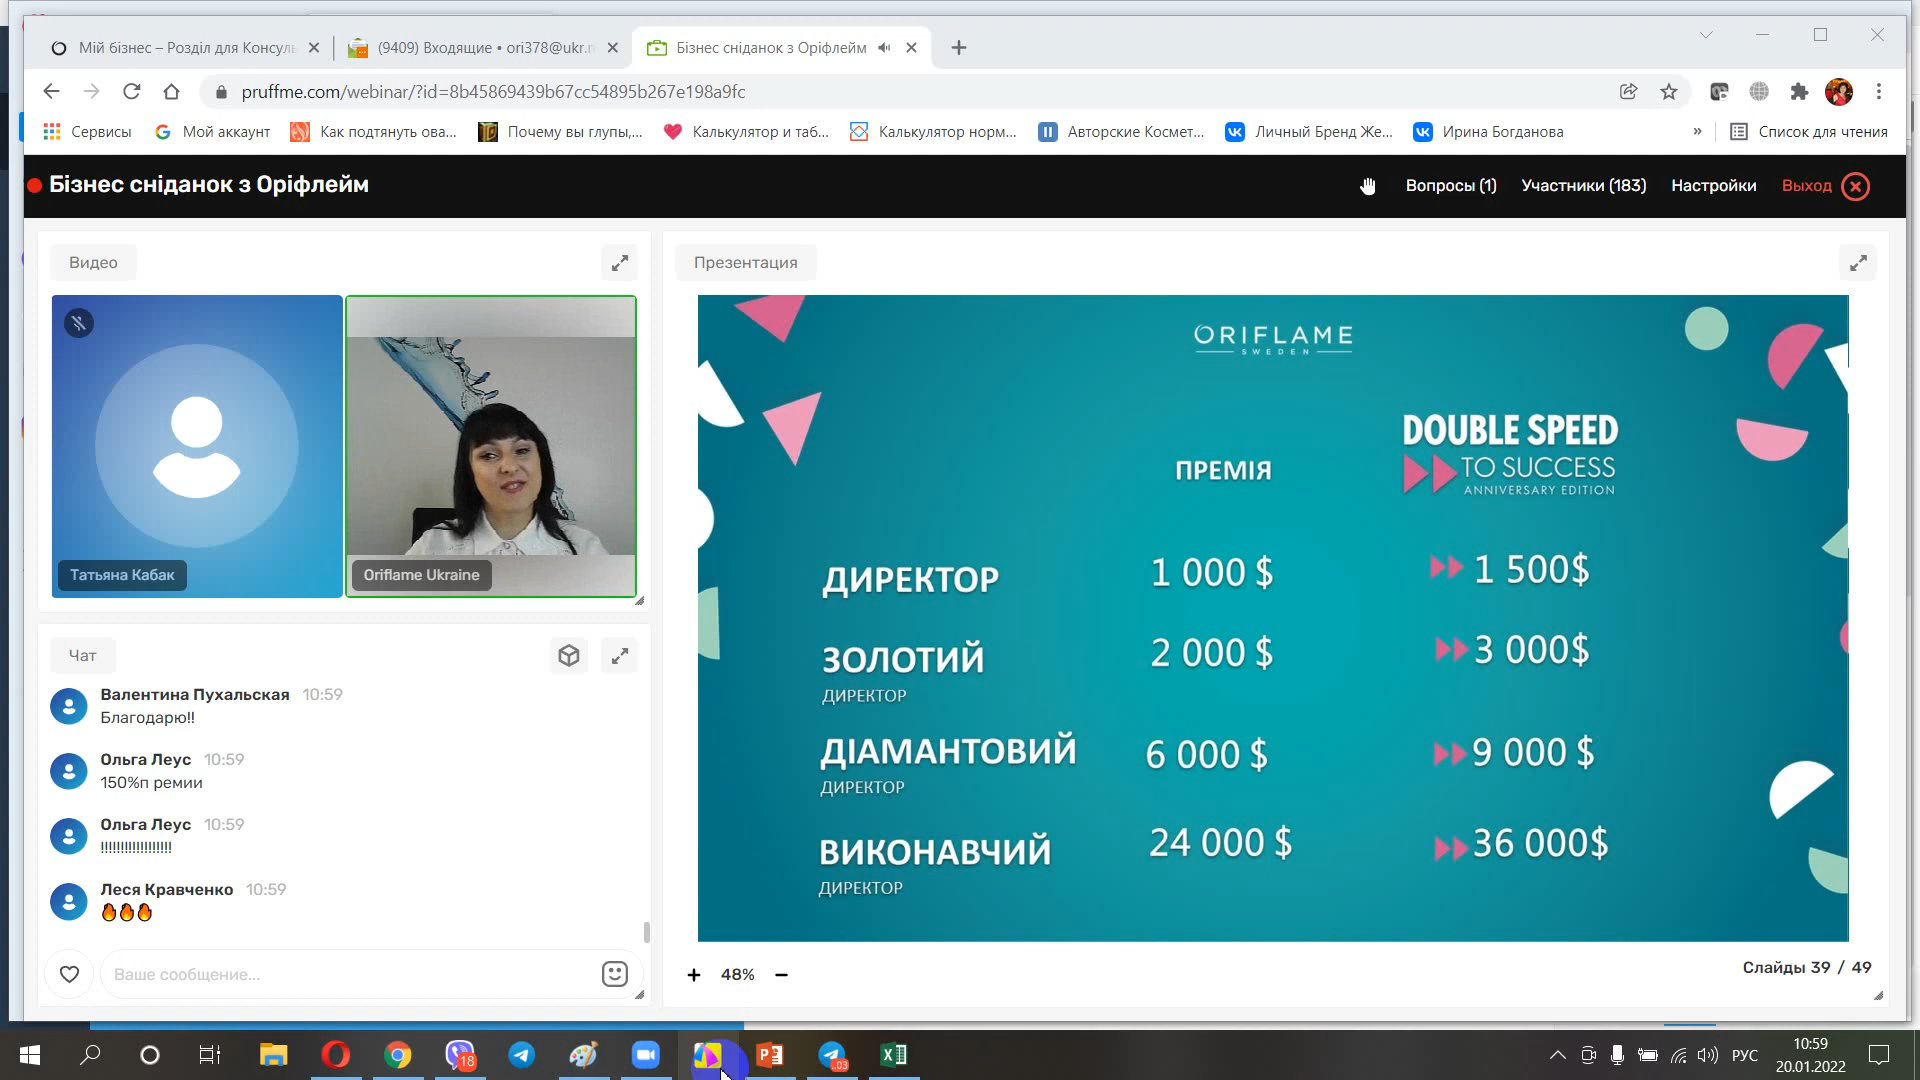 Мій бізнес – Розділ для Консуль
(9409) Входящие • ori378@ukr.n
Бізнес сніданок з Оріфлейм
pruffme.com/webinar/?id=8b45869439b67cc54895b267e198a9fc
Сервисы
Мой аккаунт
Как подтянуть ова...
Почему вы глупы,...
Калькулятор и таб...
Калькулятор норм...
Авторские Космет...
Личный Бренд Же...
Ирина Богданова
»
Список для чтения
Бізнес сніданок з Оріфлейм
Вопросы (1)
Участники (183)
Настройки
Выход
Видео
Татьяна Кабак
Oriflame Ukraine
Чат
Валентина Пухальская 10:59
Благодарю!!
Ольга Леус 10:59
150%п ремии
Ольга Леус 10:59
!!!!!!!!!!!!!!!!!!
Леся Кравченко 10:59
🔥🔥🔥
Ваше сообщение...
Презентация
ORIFLAME
SWEDEN
ПРЕМІЯ
DOUBLE SPEED
TO SUCCESS
ANNIVERSARY EDITION
ДИРЕКТОР 1 000 $ 1 500$
ЗОЛОТИЙ 2 000 $ 3 000$
ДИРЕКТОР
ДІАМАНТОВИЙ 6 000 $ 9 000 $
ДИРЕКТОР
ВИКОНАВЧИЙ 24 000 $ 36 000$
ДИРЕКТОР
+ 48% −
Слайды 39 / 49
18
03
РУС
10:59
20.01.2022